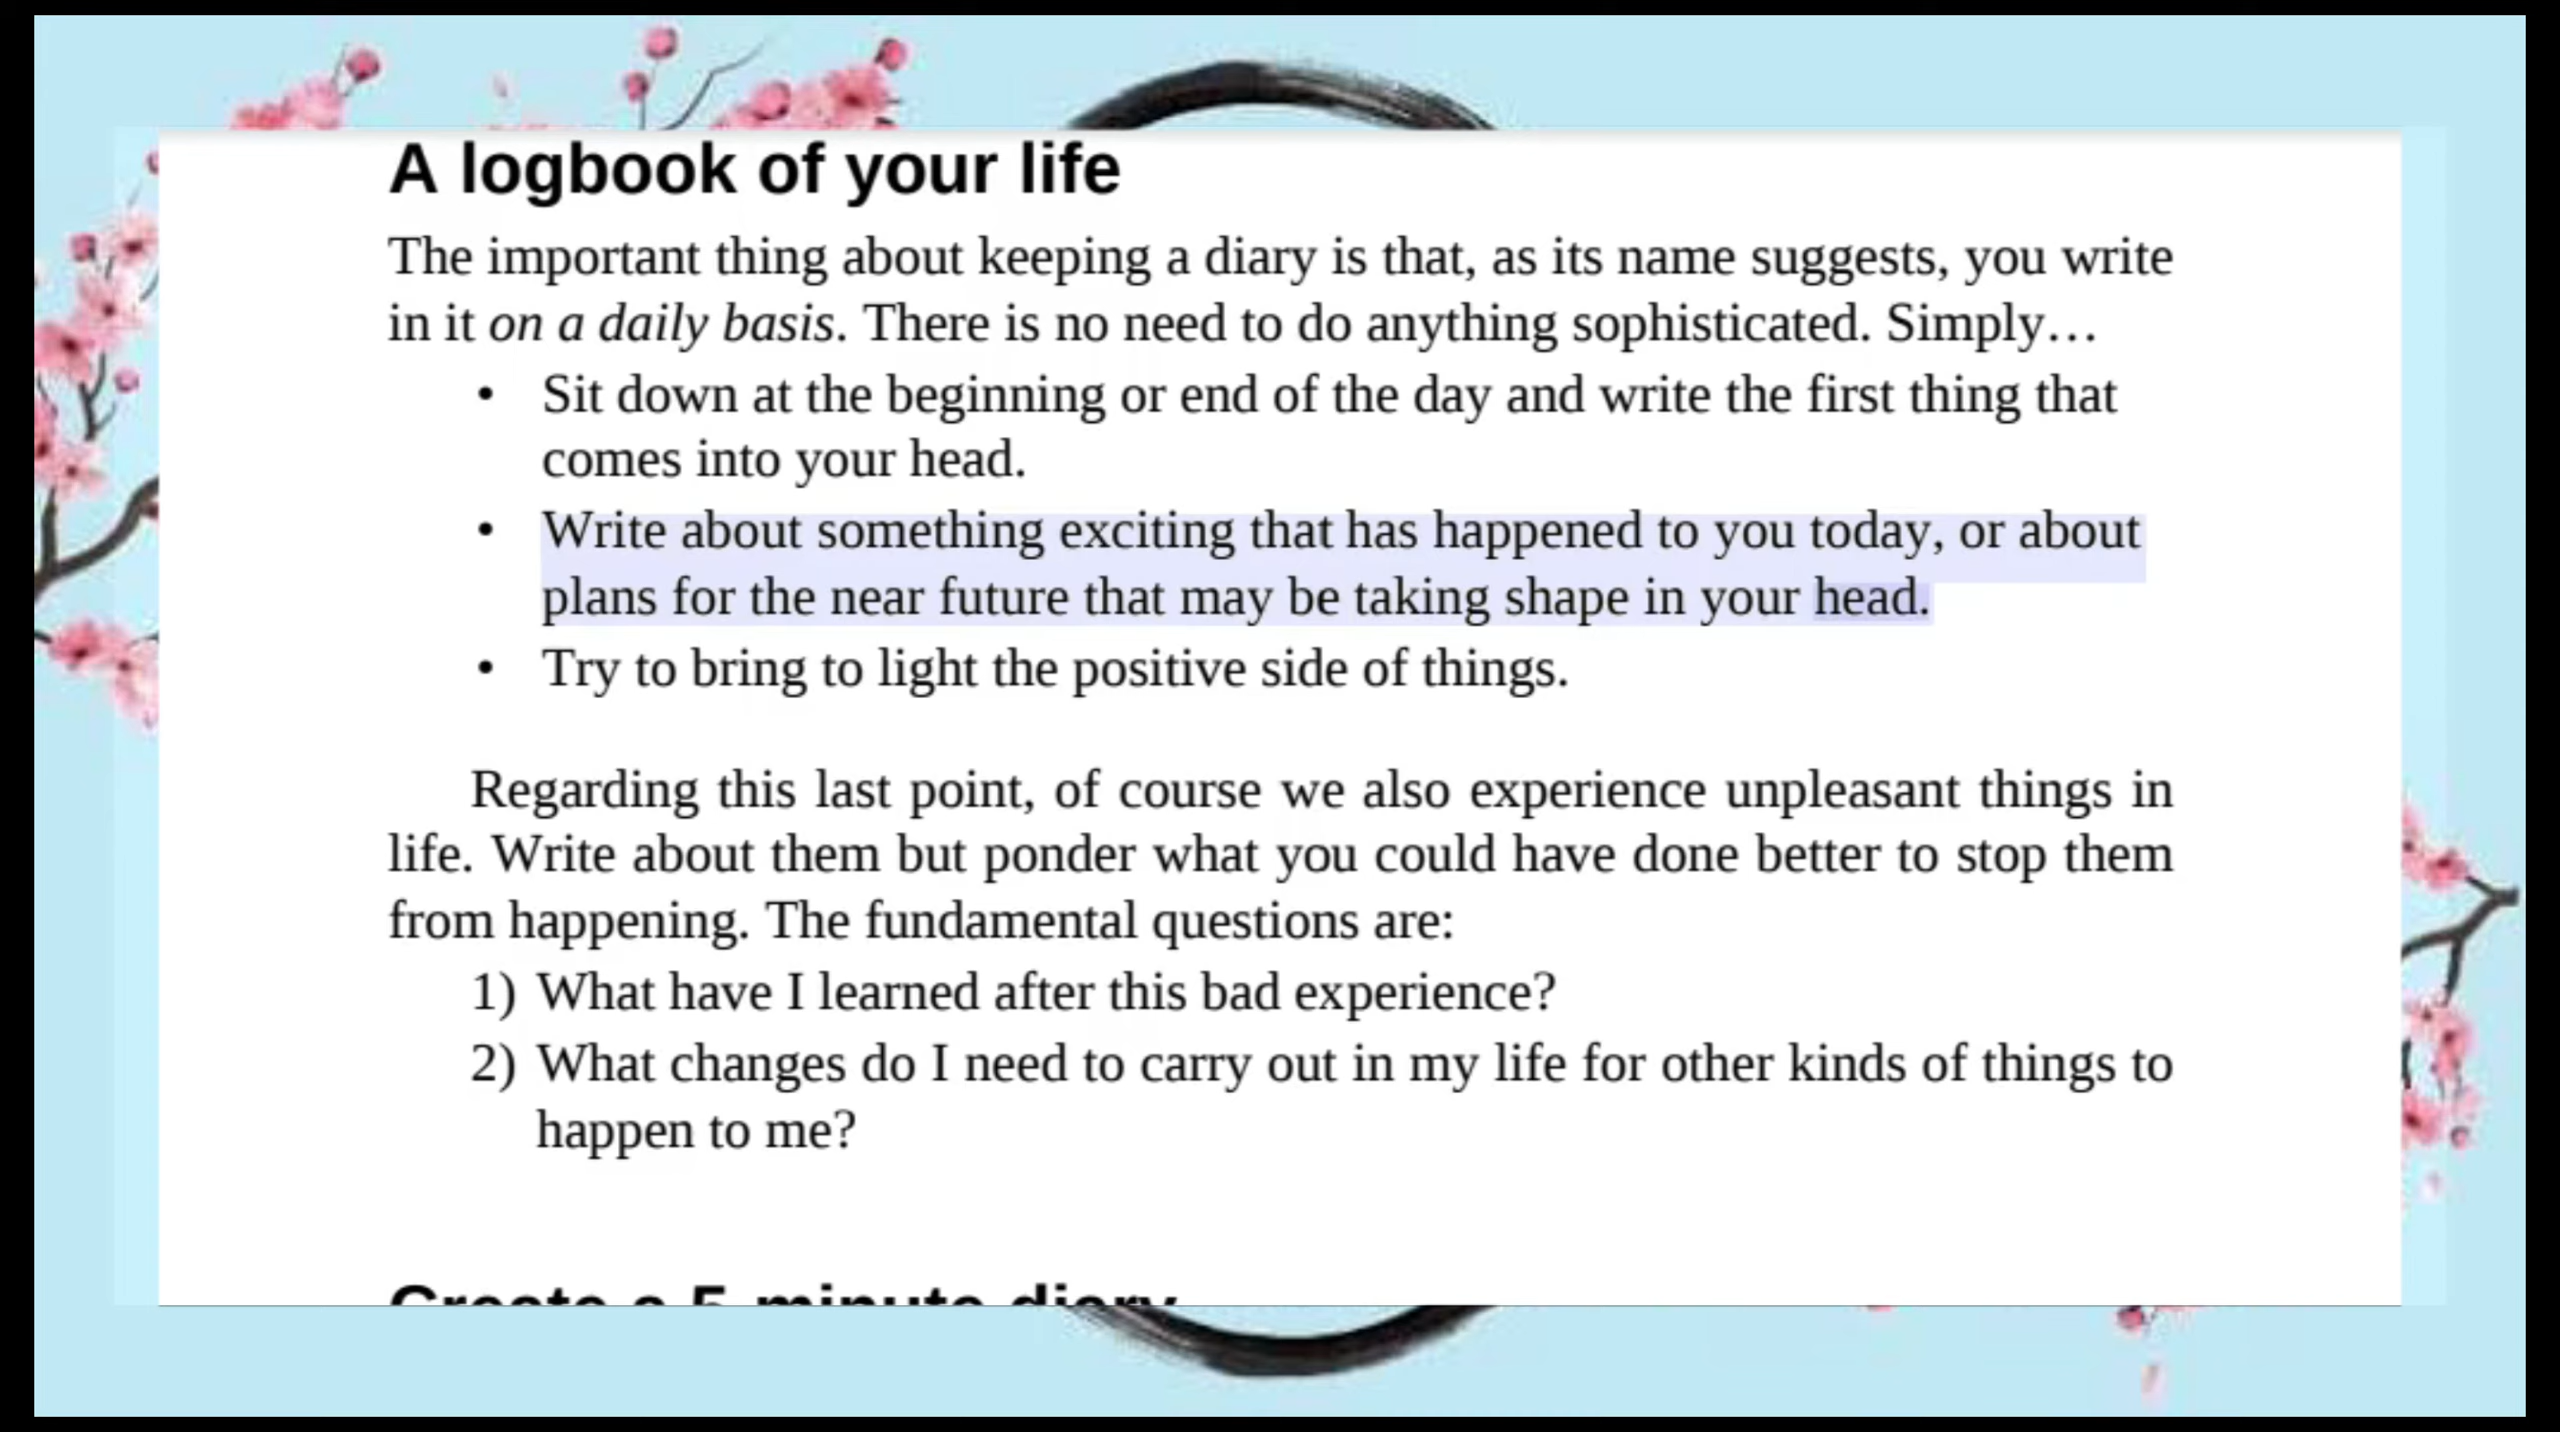 A logbook of your life
The important thing about keeping a diary is that, as its name suggests, you write
in it on a daily basis. There is no need to do anything sophisticated. Simply…
• Sit down at the beginning or end of the day and write the first thing that
comes into your head.
• Write about something exciting that has happened to you today, or about
plans for the near future that may be taking shape in your head.
• Try to bring to light the positive side of things.
Regarding this last point, of course we also experience unpleasant things in
life. Write about them but ponder what you could have done better to stop them
from happening. The fundamental questions are:
1) What have I learned after this bad experience?
2) What changes do I need to carry out in my life for other kinds of things to
happen to me?
Create a 5-minute diary